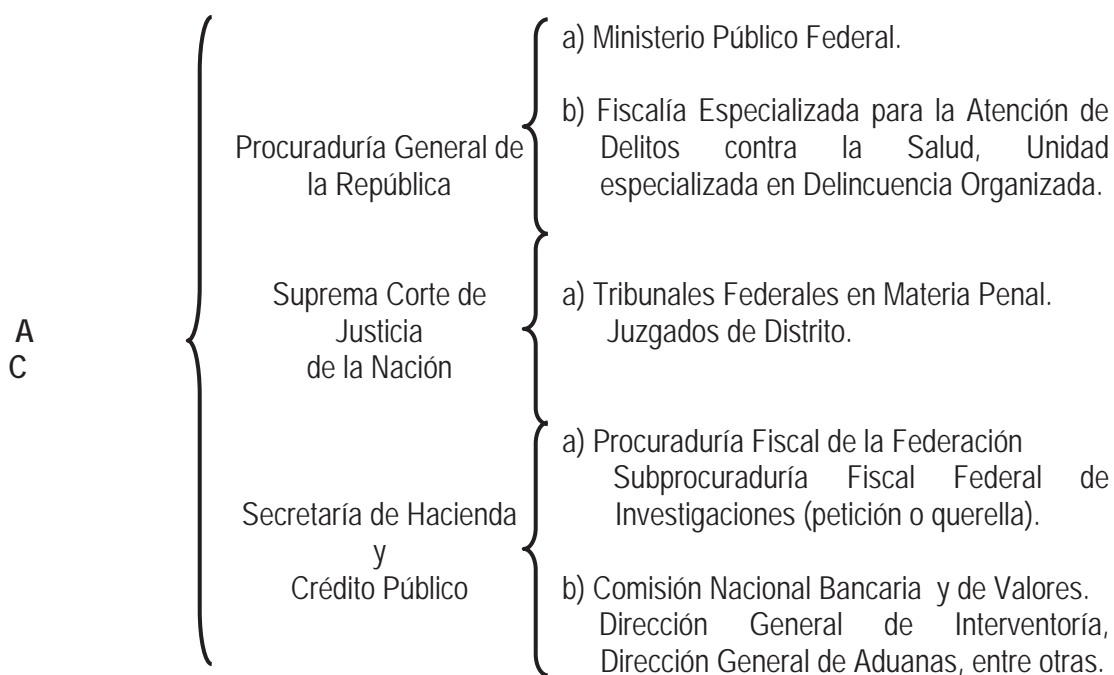 a) Ministerio Público Federal.
b) Fiscalía Especializada para la Atención de
Delitos contra la Salud, Unidad
especializada en Delincuencia Organizada.
Procuraduría General de
la República
Suprema Corte de
Justicia
de la Nación
a) Tribunales Federales en Materia Penal.
Juzgados de Distrito.
A
C
a) Procuraduría Fiscal de la Federación
Subprocuraduría Fiscal Federal de
Investigaciones (petición o querella).
Secretaría de Hacienda
y
Crédito Público
b) Comisión Nacional Bancaria y de Valores.
Dirección General de Interventoría,
Dirección General de Aduanas, entre otras.